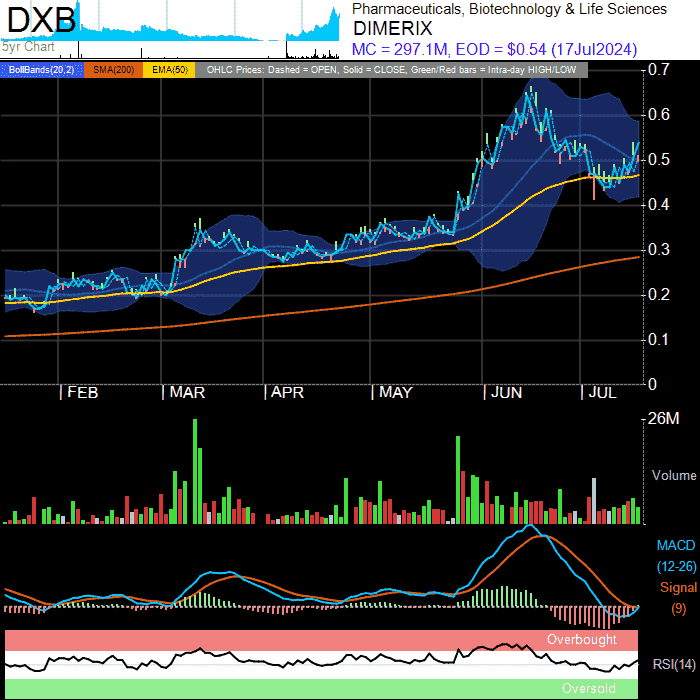 DXB
5yr Chart
Pharmaceuticals, Biotechnology & Life Sciences
DIMERIX
MC = 297.1M, EOD = $0.54 (17Jul2024)
BollBands(20,2) SMA(200) EMA(50) OHLC Prices: Dashed = OPEN, Solid = CLOSE, Green/Red bars = Intra-day HIGH/LOW
0.7
0.6
0.5
0.4
0.3
0.2
0.1
0
FEB MAR APR MAY JUN JUL
26M
Volume
MACD
(12-26)
Signal
(9)
Overbought
RSI(14)
Oversold